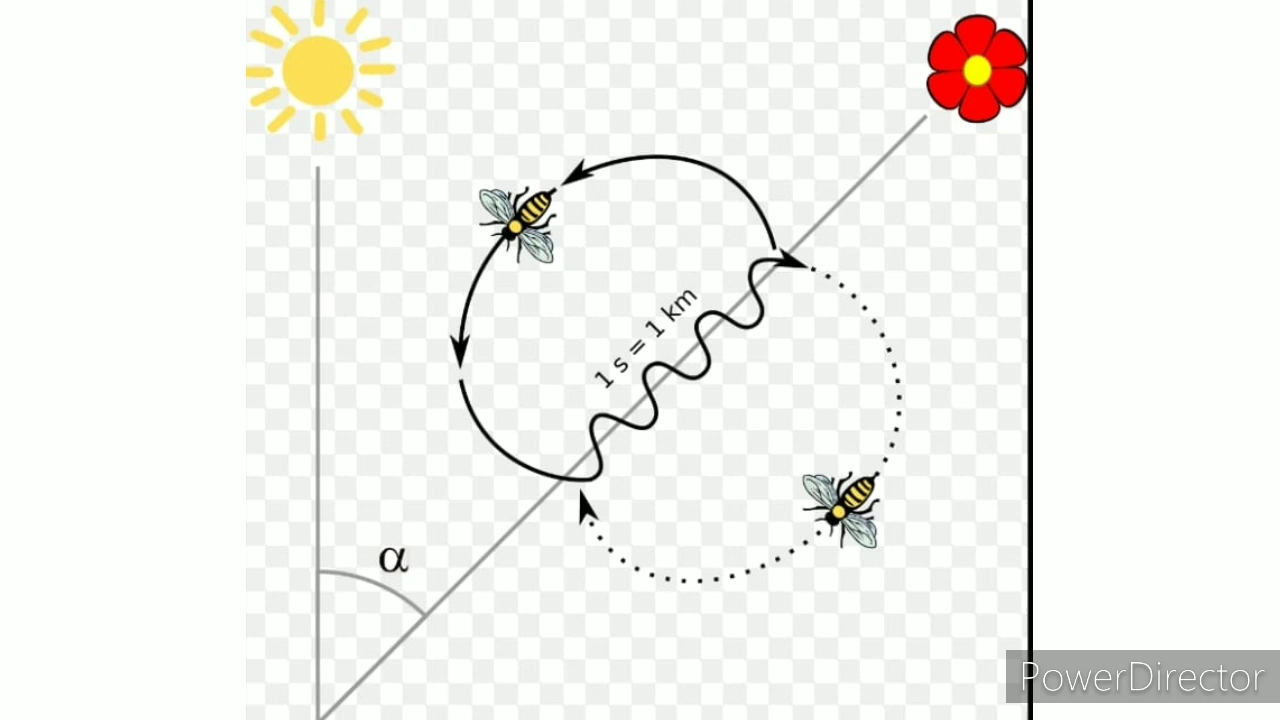 1 s = 1 km
α
PowerDirector